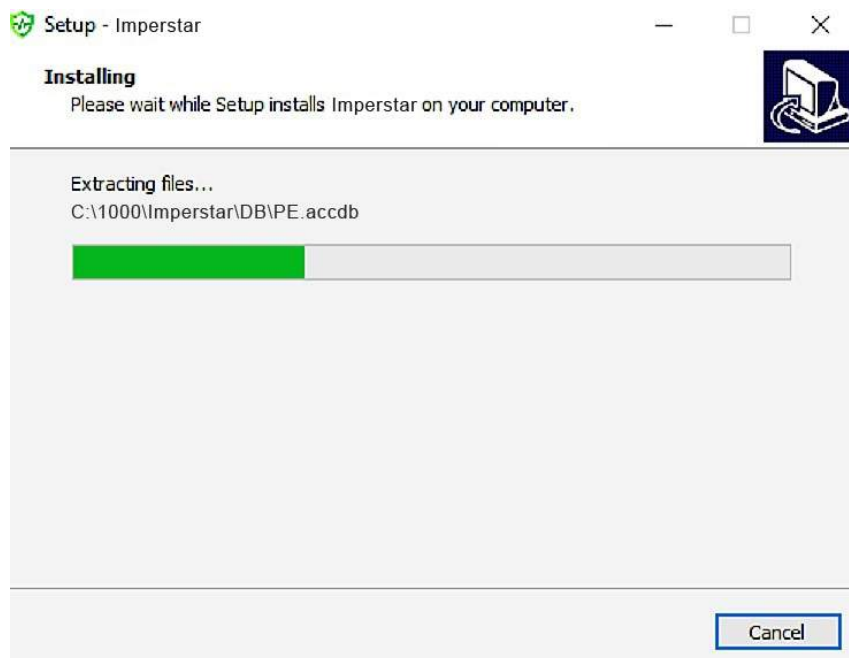 Setup - Imperstar
Installing
Please wait while Setup installs Imperstar on your computer.
Extracting files...
C:\1000\Imperstar\DB\PE.accdb
Cancel